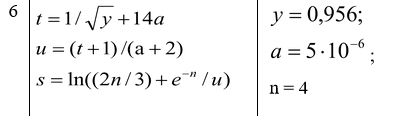 6
t = 1/√y + 14a
u = (t + 1)/(a + 2)
s = ln((2n/3) + e⁻ⁿ/u)
y = 0,956;
a = 5·10⁻⁶;
n = 4